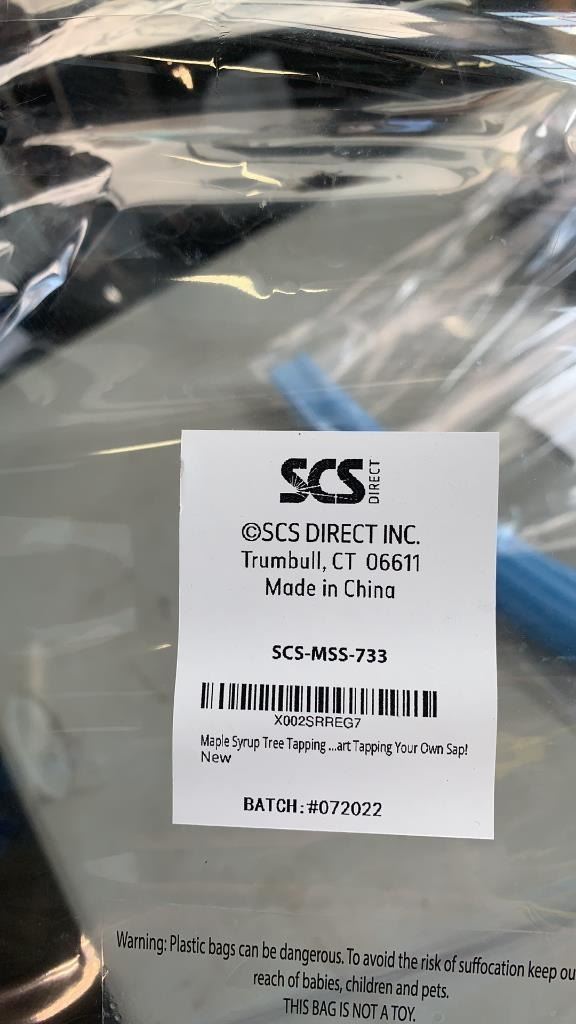 SCS
DIRECT
©SCS DIRECT INC.
Trumbull, CT 06611
Made in China
SCS-MSS-733
X002SRREG7
Maple Syrup Tree Tapping ...art Tapping Your Own Sap!
New
BATCH:#072022
Warning: Plastic bags can be dangerous. To avoid the risk of suffocation keep ou
reach of babies, children and pets.
THIS BAG IS NOT A TOY.